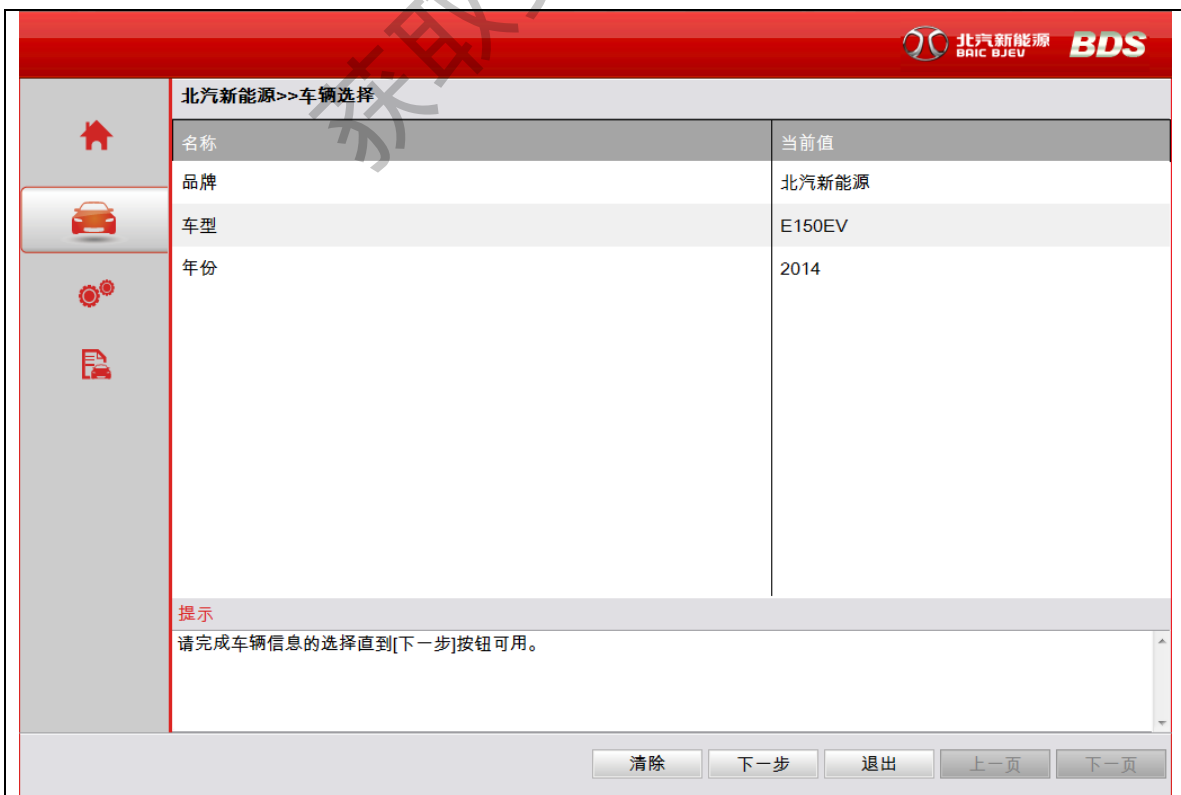 北汽新能源 BDS
BAIC BJEV
北汽新能源>>车辆选择
名称 当前值
品牌 北汽新能源
车型 E150EV
年份 2014
提示
请完成车辆信息的选择直到[下一步]按钮可用。
清除 下一步 退出 上一页 下一页
获取